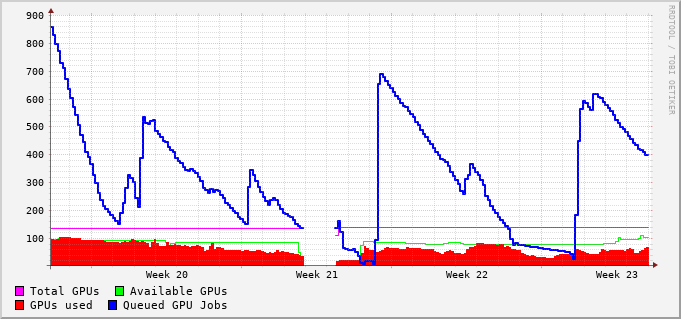 900
800
700
600
500
400
300
200
100
Week 20 Week 21 Week 22 Week 23
Total GPUs Available GPUs
GPUs used Queued GPU Jobs
RRDTOOL / TOBI OETIKER